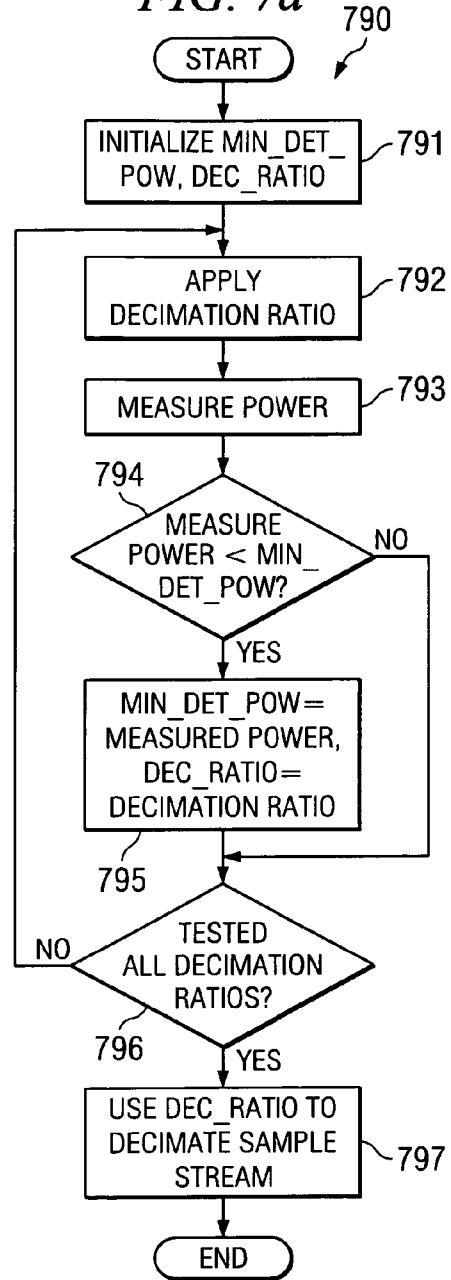 FIG. 7a
790
START
INITIALIZE MIN_DET_
POW, DEC_RATIO
791
APPLY
DECIMATION RATIO
792
MEASURE POWER
793
794
MEASURE
POWER < MIN_
DET_POW?
NO
YES
MIN_DET_POW=
MEASURED POWER,
DEC_RATIO=
DECIMATION RATIO
795
TESTED
ALL DECIMATION
RATIOS?
NO
796
YES
USE DEC_RATIO TO
DECIMATE SAMPLE
STREAM
797
END